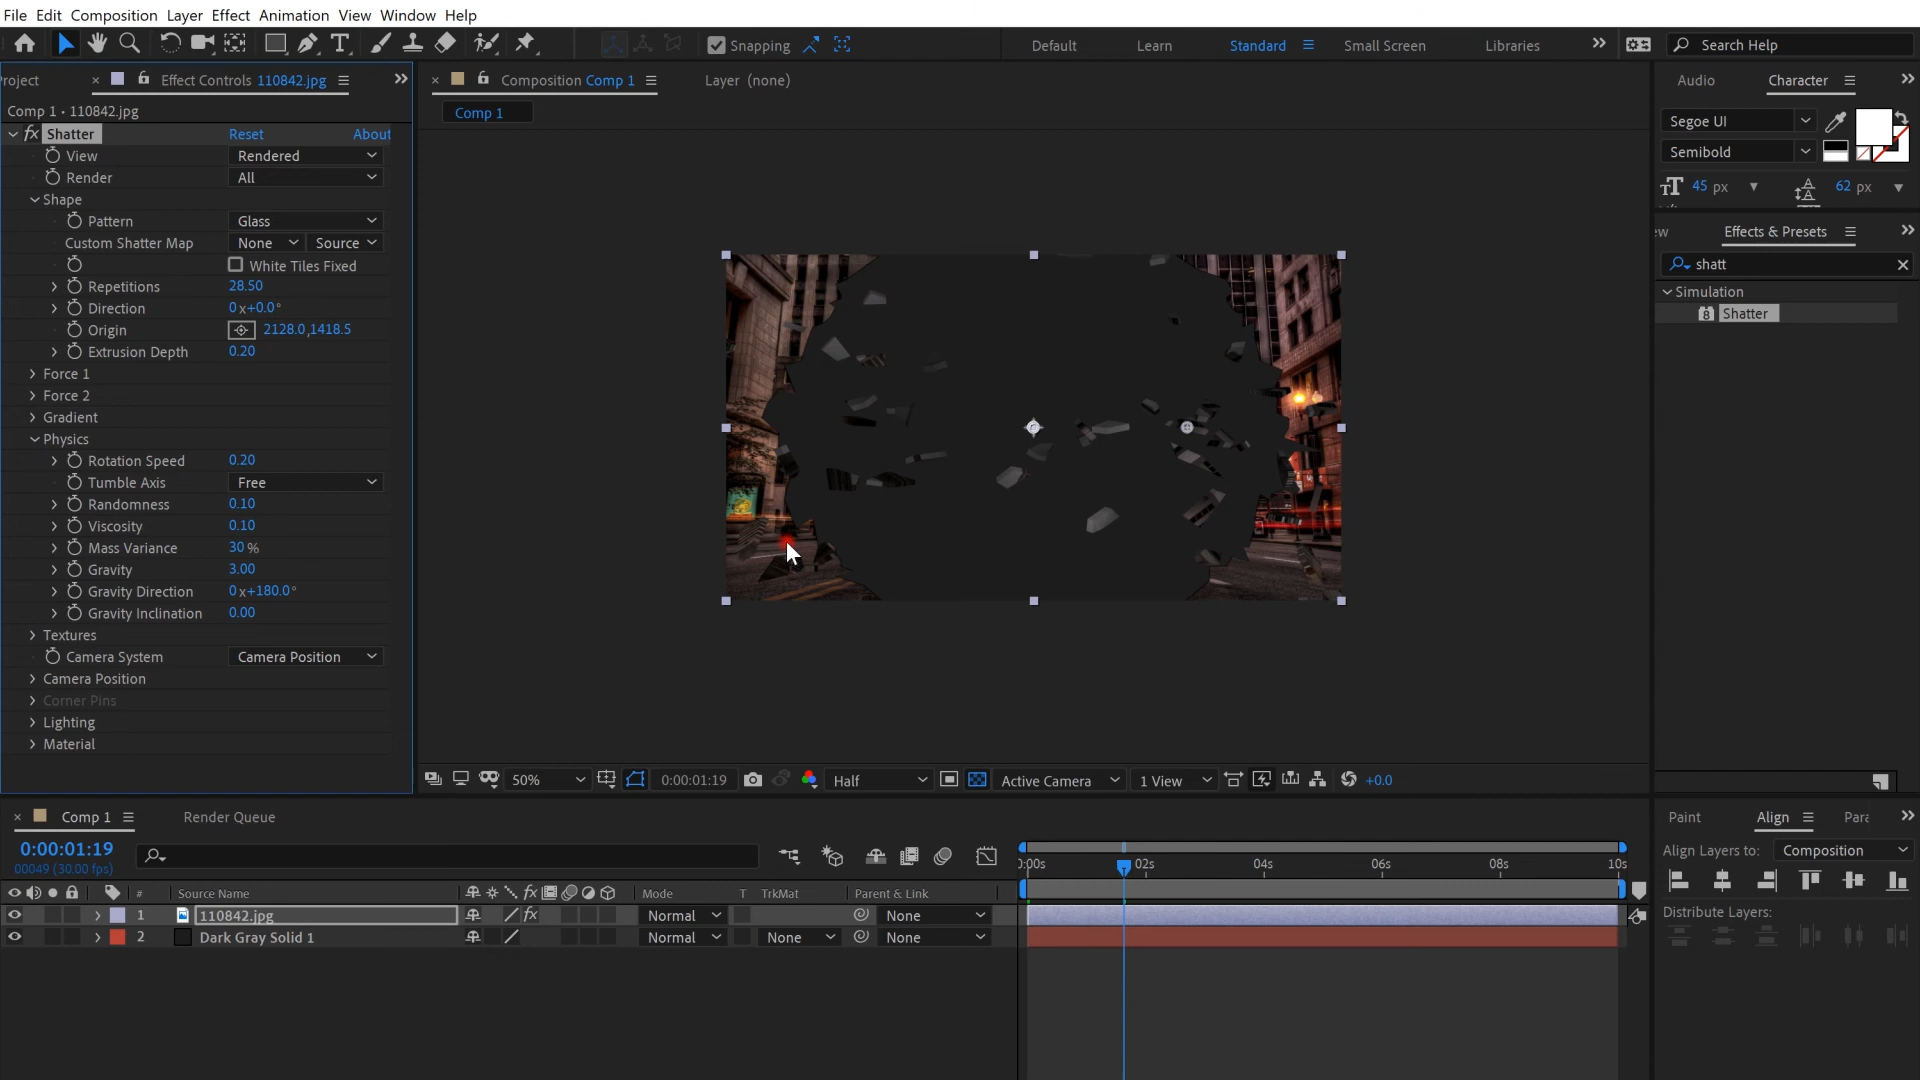 File Edit Composition Layer Effect Animation View Window Help
Snapping Default Learn Standard Small Screen Libraries Search Help
roject Effect Controls 110842.jpg Composition Comp 1 Layer (none) Audio Character
Comp 1 • 110842.jpg
Comp 1
Segoe UI
Semibold
45 px 62 px
Shatter Reset About
View Rendered
Render All
Shape
Pattern Glass
Custom Shatter Map None Source
White Tiles Fixed
Repetitions 28.50
Direction 0x+0.0°
Origin 2128.0,1418.5
Extrusion Depth 0.20
Force 1
Force 2
Gradient
Physics
Rotation Speed 0.20
Tumble Axis Free
Randomness 0.10
Viscosity 0.10
Mass Variance 30%
Gravity 3.00
Gravity Direction 0x+180.0°
Gravity Inclination 0.00
Textures
Camera System Camera Position
Camera Position
Corner Pins
Lighting
Material
ew Effects & Presets
shatt
Simulation
8 Shatter
50% 0:00:01:19 Half Active Camera 1 View +0.0
Comp 1 Render Queue
0:00:01:19
00049 (30.00 fps)
):00s 02s 04s 06s 08s 10s
# Source Name fx Mode T TrkMat Parent & Link
1 110842.jpg fx Normal None
2 Dark Gray Solid 1 Normal None None
Paint Align Para
Align Layers to: Composition
Distribute Layers: